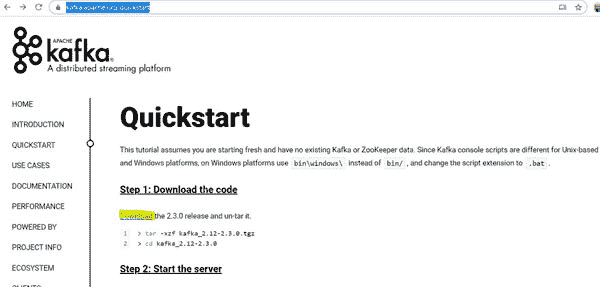 kafka.apache.org/quickstart
APACHE
kafka®
A distributed streaming platform
HOME
INTRODUCTION
QUICKSTART
USE CASES
DOCUMENTATION
PERFORMANCE
POWERED BY
PROJECT INFO
ECOSYSTEM
CLIENTS
Quickstart
This tutorial assumes you are starting fresh and have no existing Kafka or ZooKeeper data. Since Kafka console scripts are different for Unix-based
and Windows platforms, on Windows platforms use bin\windows\ instead of bin/, and change the script extension to .bat.
Step 1: Download the code
Download the 2.3.0 release and un-tar it.
1 > tar -xzf kafka_2.12-2.3.0.tgz
2 > cd kafka_2.12-2.3.0
Step 2: Start the server